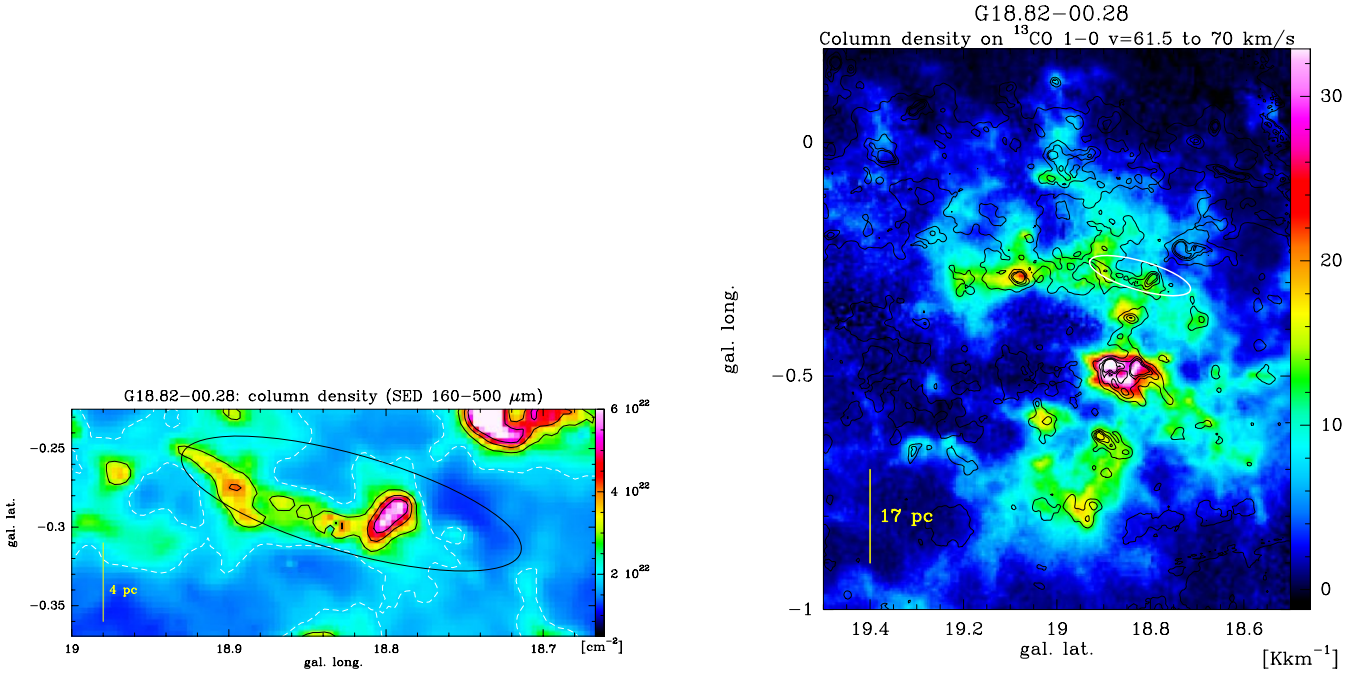 G18.82−00.28: column density (SED 160−500 μm)
6 10²²
−0.25
4 10²²
−0.3
2 10²²
4 pc
−0.35
−2
19
18.9
18.8
18.7
[cm⁻²]
gal. lat.
gal. long.
G18.82−00.28
Column density on ¹³CO 1−0 v=61.5 to 70 km/s
30
0
20
gal. long.
−0.5
10
17 pc
0
−1
19.4
19.2
19
18.8
18.6
gal. lat.
[Kkm⁻¹]